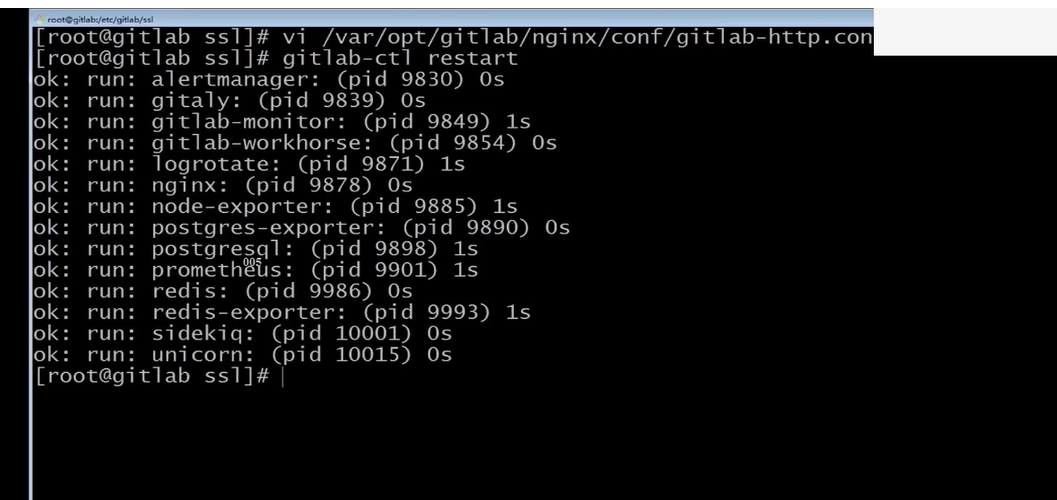 root@gitlab:/etc/gitlab/ssl
[root@gitlab ssl]# vi /var/opt/gitlab/nginx/conf/gitlab-http.con
[root@gitlab ssl]# gitlab-ctl restart
ok: run: alertmanager: (pid 9830) 0s
ok: run: gitaly: (pid 9839) 0s
ok: run: gitlab-monitor: (pid 9849) 1s
ok: run: gitlab-workhorse: (pid 9854) 0s
ok: run: logrotate: (pid 9871) 1s
ok: run: nginx: (pid 9878) 0s
ok: run: node-exporter: (pid 9885) 1s
ok: run: postgres-exporter: (pid 9890) 0s
ok: run: postgresql: (pid 9898) 1s
005
ok: run: prometheus: (pid 9901) 1s
ok: run: redis: (pid 9986) 0s
ok: run: redis-exporter: (pid 9993) 1s
ok: run: sidekiq: (pid 10001) 0s
ok: run: unicorn: (pid 10015) 0s
[root@gitlab ssl]#